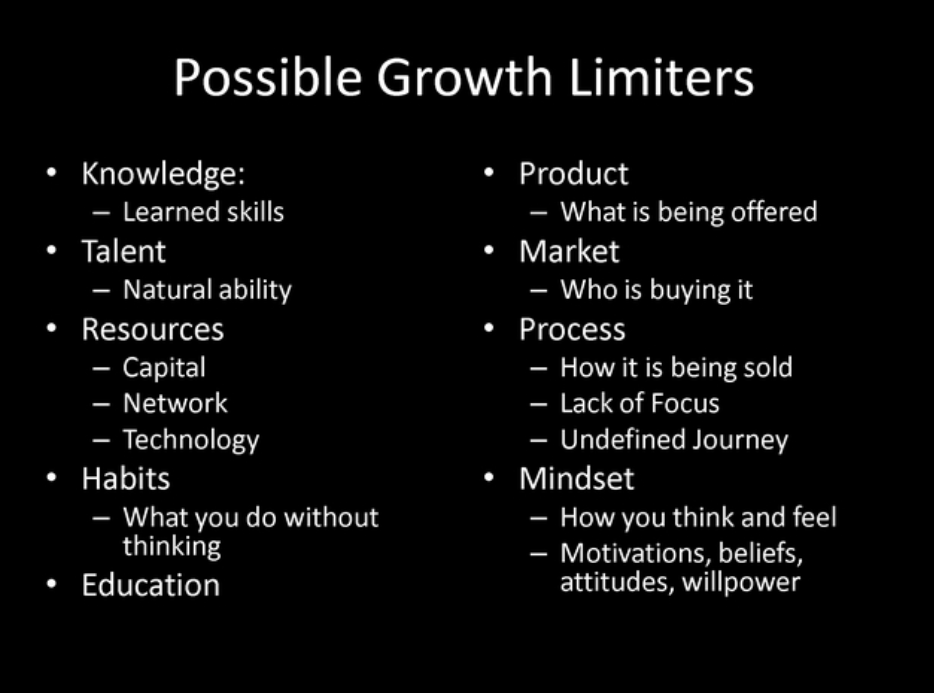 Possible Growth Limiters
• Knowledge:
– Learned skills
• Talent
– Natural ability
• Resources
– Capital
– Network
– Technology
• Habits
– What you do without
thinking
• Education
• Product
– What is being offered
• Market
– Who is buying it
• Process
– How it is being sold
– Lack of Focus
– Undefined Journey
• Mindset
– How you think and feel
– Motivations, beliefs,
attitudes, willpower